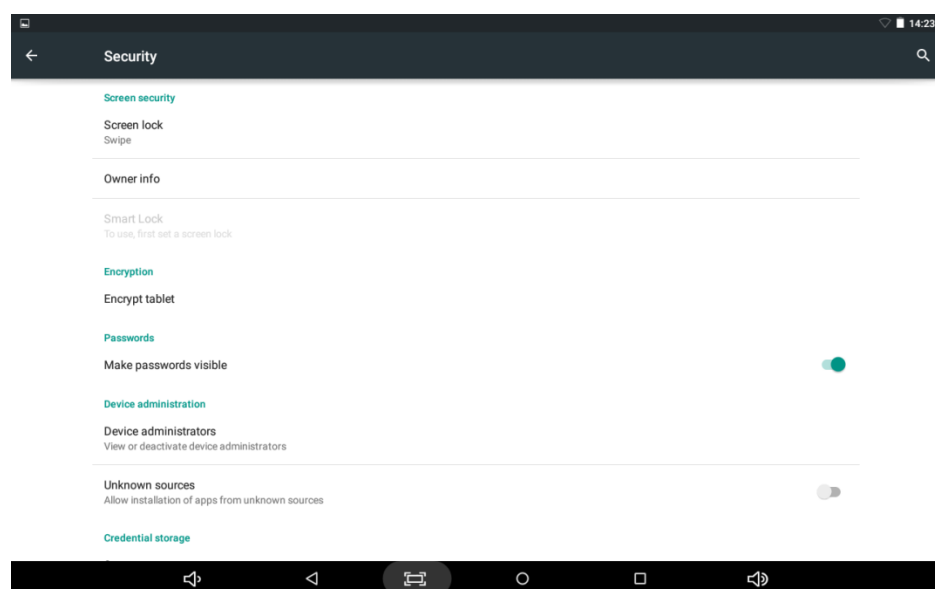 14:23
Security
Screen security
Screen lock
Swipe
Owner info
Smart Lock
To use, first set a screen lock
Encryption
Encrypt tablet
Passwords
Make passwords visible
Device administration
Device administrators
View or deactivate device administrators
Unknown sources
Allow installation of apps from unknown sources
Credential storage